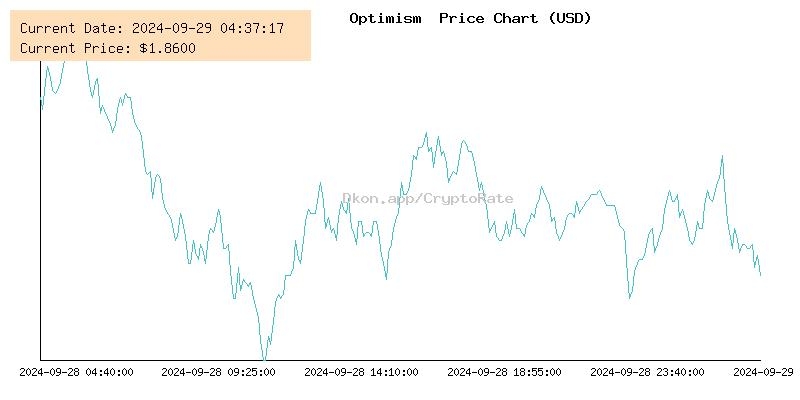 Optimism  Price Chart (USD)
Current Date: 2024-09-29 04:37:17
Current Price: $1.8600
Dkon.app/CryptoRate
2024-09-28 04:40:00 2024-09-28 09:25:00 2024-09-28 14:10:00 2024-09-28 18:55:00 2024-09-28 23:40:00 2024-09-29